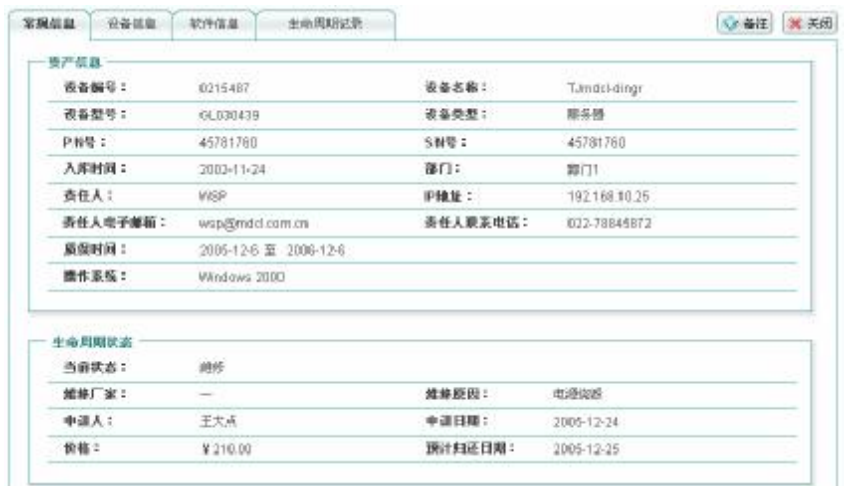 常规信息 设备信息 软件信息 生命周期记录 备注 关闭
资产信息
设备编号： 0215487 设备名称： TJmdcl-dingr
设备型号： GL030439 设备类型： 服务器
PN号： 45781760 SN号： 45781760
入库时间： 2003-11-24 部门： 部门1
责任人： WSP IP地址： 192.168.10.25
责任人电子邮箱： wsp@mdcl.com.cn 责任人联系电话： 022-78845872
质保时间： 2005-12-6 至 2006-12-6
操作系统： Windows 2000
生命周期状态
当前状态： 维修
维修厂家： — 维修原因： 电源烧毁
申请人： 王大点 申请日期： 2005-12-24
价格： ￥210.00 预计归还日期： 2005-12-25